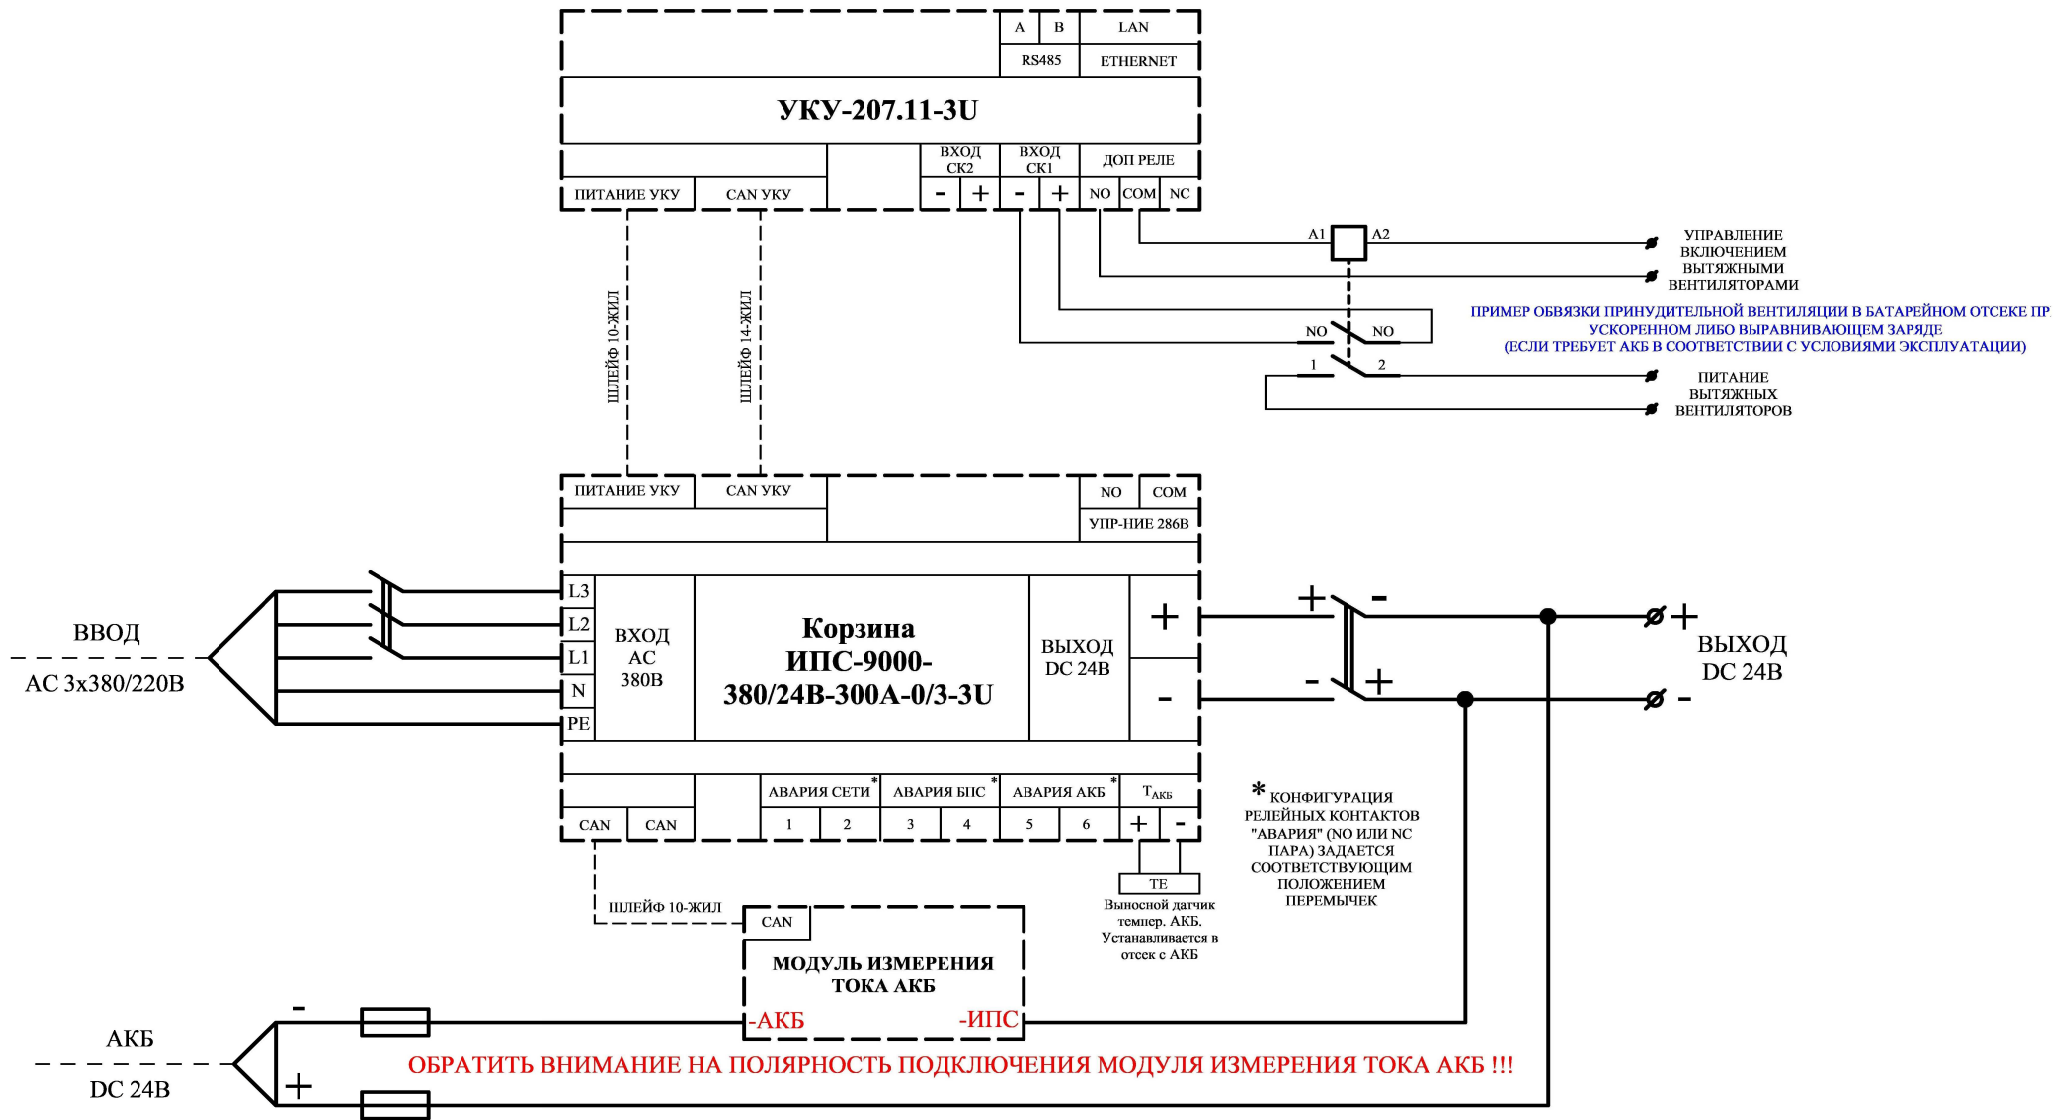 A B LAN
RS485 ETHERNET
УКУ-207.11-3U
ВХОД СК2
ВХОД СК1
ДОП РЕЛЕ
ПИТАНИЕ УКУ
CAN УКУ
- + - + NO COM NC
A1 A2
УПРАВЛЕНИЕ
ВКЛЮЧЕНИЕМ
ВЫТЯЖНЫМИ
ВЕНТИЛЯТОРАМИ
ШЛЕЙФ 10-ЖИЛ
ШЛЕЙФ 14-ЖИЛ
ПРИМЕР ОБВЯЗКИ ПРИНУДИТЕЛЬНОЙ ВЕНТИЛЯЦИИ В БАТАРЕЙНОМ ОТСЕКЕ ПР
УСКОРЕННОМ ЛИБО ВЫРАВНИВАЮЩЕМ ЗАРЯДЕ
(ЕСЛИ ТРЕБУЕТ АКБ В СООТВЕТСТВИИ С УСЛОВИЯМИ ЭКСПЛУАТАЦИИ)
NO NO
1 2
ПИТАНИЕ
ВЫТЯЖНЫХ
ВЕНТИЛЯТОРОВ
ПИТАНИЕ УКУ
CAN УКУ
NO COM
УПР-НИЕ 286В
ВВОД
AC 3x380/220В
L3
L2
L1
N
PE
ВХОД
AC
380В
Корзина
ИПС-9000-
380/24В-300А-0/3-3U
ВЫХОД
DC 24В
+
-
+ -
- +
+
-
ВЫХОД
DC 24В
АВАРИЯ СЕТИ *
АВАРИЯ БПС *
АВАРИЯ АКБ *
TАКБ
CAN CAN 1 2 3 4 5 6 + -
TE
Выносной датчик
темпер. АКБ.
Устанавливается в
отсек с АКБ
* КОНФИГУРАЦИЯ
РЕЛЕЙНЫХ КОНТАКТОВ
"АВАРИЯ" (NO ИЛИ NC
ПАРА) ЗАДАЕТСЯ
СООТВЕТСТВУЮЩИМ
ПОЛОЖЕНИЕМ
ПЕРЕМЫЧЕК
ШЛЕЙФ 10-ЖИЛ
CAN
МОДУЛЬ ИЗМЕРЕНИЯ
ТОКА АКБ
-АКБ -ИПС
АКБ
DC 24В
-
+
ОБРАТИТЬ ВНИМАНИЕ НА ПОЛЯРНОСТЬ ПОДКЛЮЧЕНИЯ МОДУЛЯ ИЗМЕРЕНИЯ ТОКА АКБ !!!